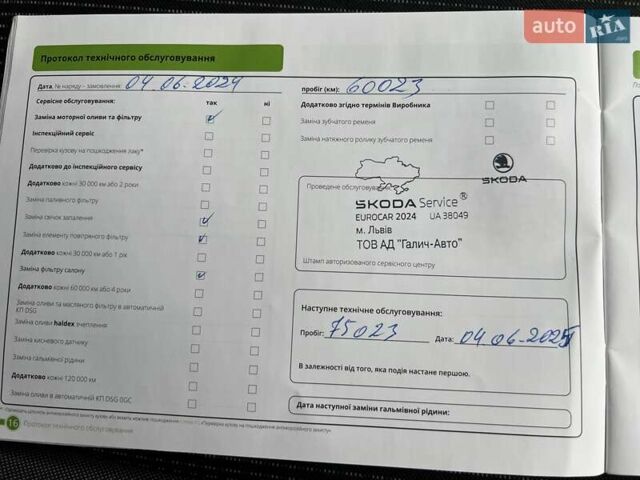 auto RIA
.com
Протокол технічного обслуговування
Дата, № наряду – замовлення: 04.06.2024
Сервісне обслуговування: так ні
Заміна моторної оливи та фільтру
Інспекційний сервіс
Перевірка кузову на пошкодження лаку*
Додатково до інспекційного сервісу
Додатково кожні 30 000 км або 2 роки
Заміна паливного фільтру
Заміна свічок запалення
Заміна елементу повітряного фільтру
Додатково кожні 30 000 км або 1 рік
Заміна фільтру салону
Додатково кожні 60 000 км або 4 роки
Заміна оливи та масляного фільтру в автоматичній
КП DSG
Заміна оливи haldex зчеплення
Заміна кисневого датчику
Заміна гальмівної рідини
Додатково кожні 120 000 км
Заміна оливи в автоматичній КП DSG 0GC
16 Протокол технічного обслуговування
пробіг (км): 60023
Додатково згідно термінів Виробника
Заміна зубчатого ременя
Заміна натяжного ролику зубчатого ременя
Проведене обслуговування
ŠKODA
ŠKODA Service®
EUROCAR 2024 UA 38049
м. Львів
ТОВ АД "Галич-Авто"
Штамп авторизованого сервісного центру
Наступне технічне обслуговування:
Пробіг: 75023 Дата: 04.06.2025
В залежності від того, яка подія настане першою.
Дата наступної заміни гальмівної рідини: